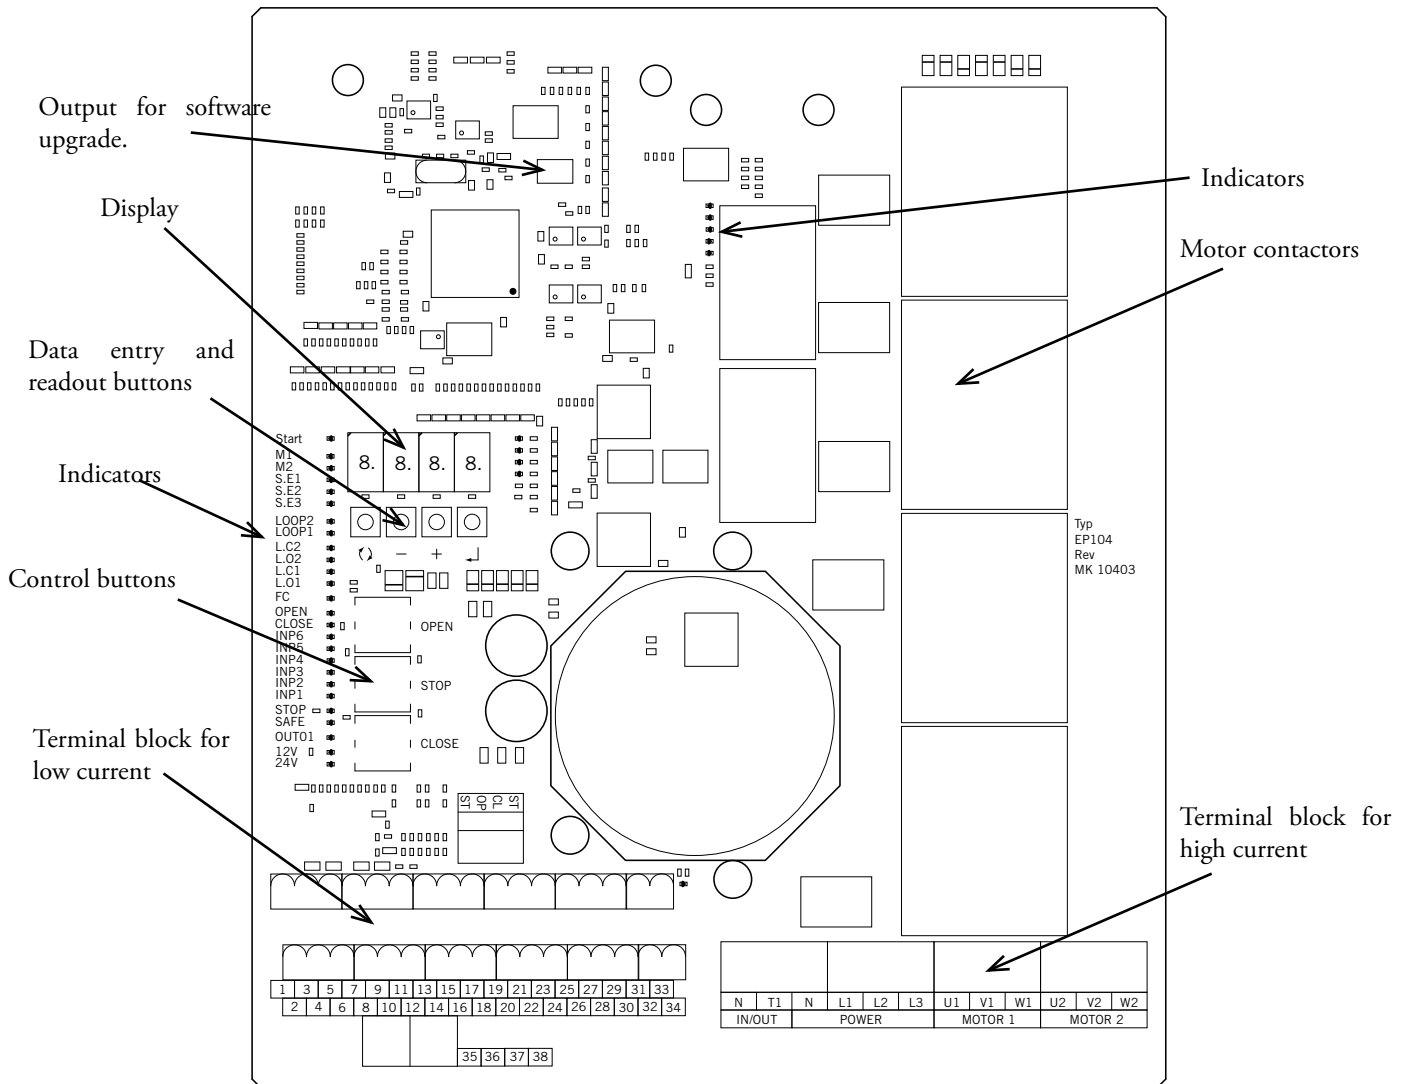 Output for software
upgrade.
Display
Data entry and
readout buttons
Indicators
Control buttons
Terminal block for
low current
Indicators
Motor contactors
Terminal block for
high current
Start
M1
M2
S.E1
S.E2
S.E3
LOOP2
LOOP1
L.C2
L.O2
L.C1
L.O1
FC
OPEN
CLOSE
INP6
INP5
INP4
INP3
INP2
INP1
STOP
SAFE
OUTO1
12V
24V
8. 8. 8. 8.
− +
OPEN
STOP
CLOSE
ST OP CL ST
Typ
EP104
Rev
MK 10403
1 3 5 7 9 11 13 15 17 19 21 23 25 27 29 31 33
2 4 6 8 10 12 14 16 18 20 22 24 26 28 30 32 34
35 36 37 38
N T1 N L1 L2 L3 U1 V1 W1 U2 V2 W2
IN/OUT POWER MOTOR 1 MOTOR 2